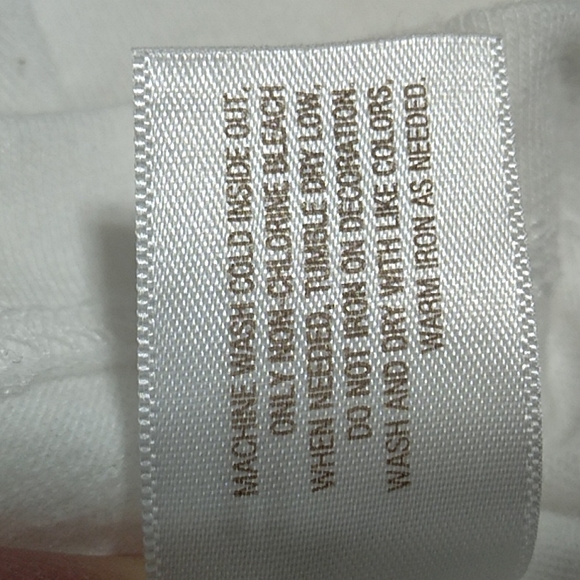 MACHINE WASH COLD INSIDE OUT,
ONLY NON-CHLORINE BLEACH
WHEN NEEDED, TUMBLE DRY LOW,
DO NOT IRON ON DECORATION.
WASH AND DRY WITH LIKE COLORS,
WARM IRON AS NEEDED.